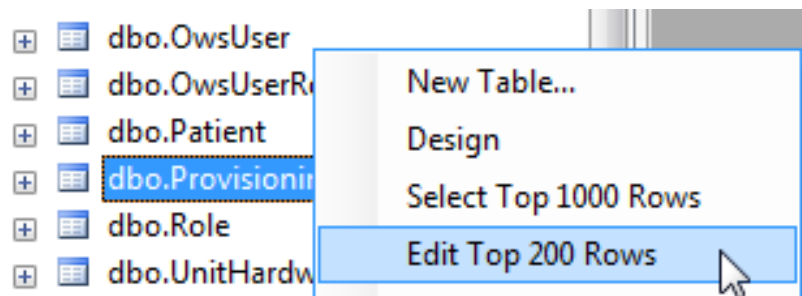 dbo.OwsUser
dbo.OwsUserR
dbo.Patient
dbo.Provisionin
dbo.Role
dbo.UnitHardw
New Table...
Design
Select Top 1000 Rows
Edit Top 200 Rows